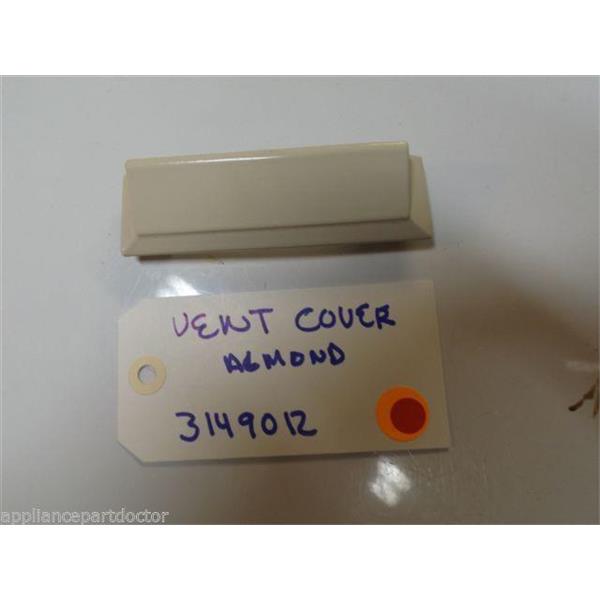 VENT COVER
ALMOND
3149012
appliancepartdoctor